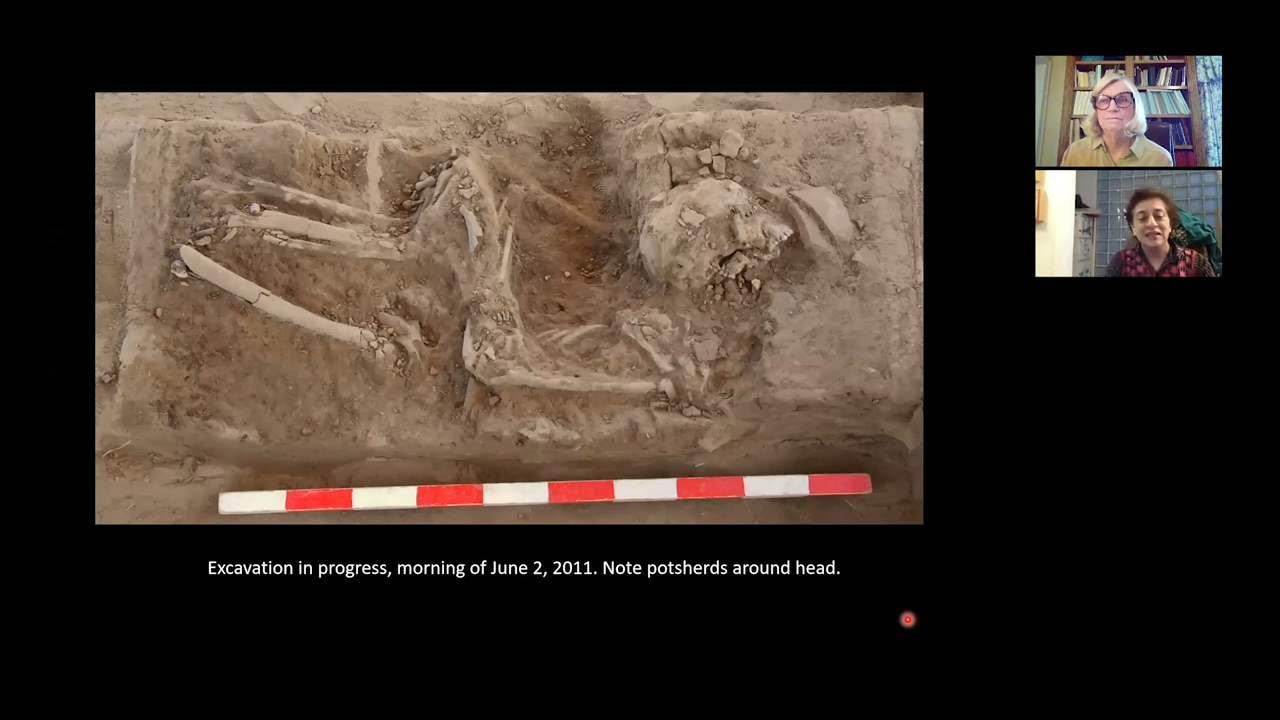 Excavation in progress, morning of June 2, 2011. Note potsherds around head.